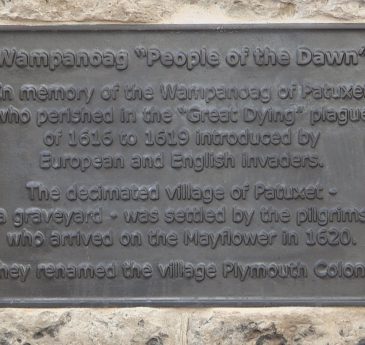 Wampanoag "People of the Dawn"
In memory of the Wampanoag of Patuxet
who perished in the "Great Dying" plague
of 1616 to 1619 introduced by
European and English invaders.
The decimated village of Patuxet -
a graveyard - was settled by the pilgrims
who arrived on the Mayflower in 1620.
They renamed the village Plymouth Colony